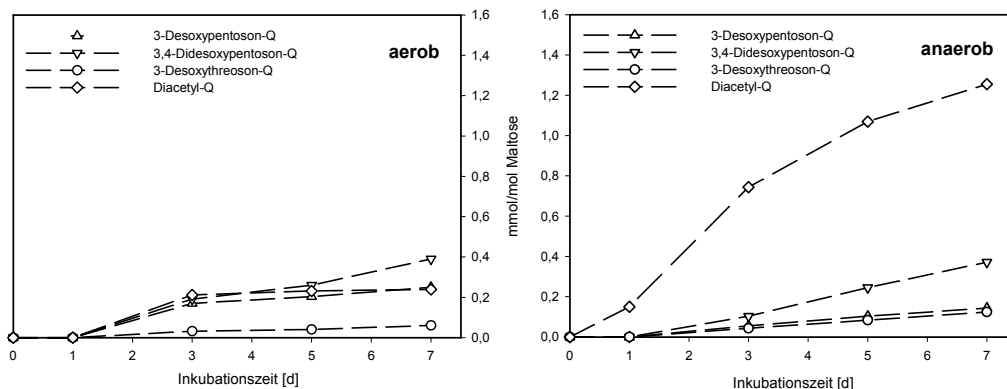 3-Desoxypentoson-Q
3,4-Didesoxypentoson-Q
3-Desoxythreoson-Q
Diacetyl-Q
aerob
1,6
1,4
1,2
1,0
0,8
0,6
0,4
0,2
0,0
0 1 3 5 7
Inkubationszeit [d]
mmol/mol Maltose
3-Desoxypentoson-Q
3,4-Didesoxypentoson-Q
3-Desoxythreoson-Q
Diacetyl-Q
anaerob
1,6
1,4
1,2
1,0
0,8
0,6
0,4
0,2
0,0
0 1 2 3 4 5 6 7
Inkubationszeit [d]